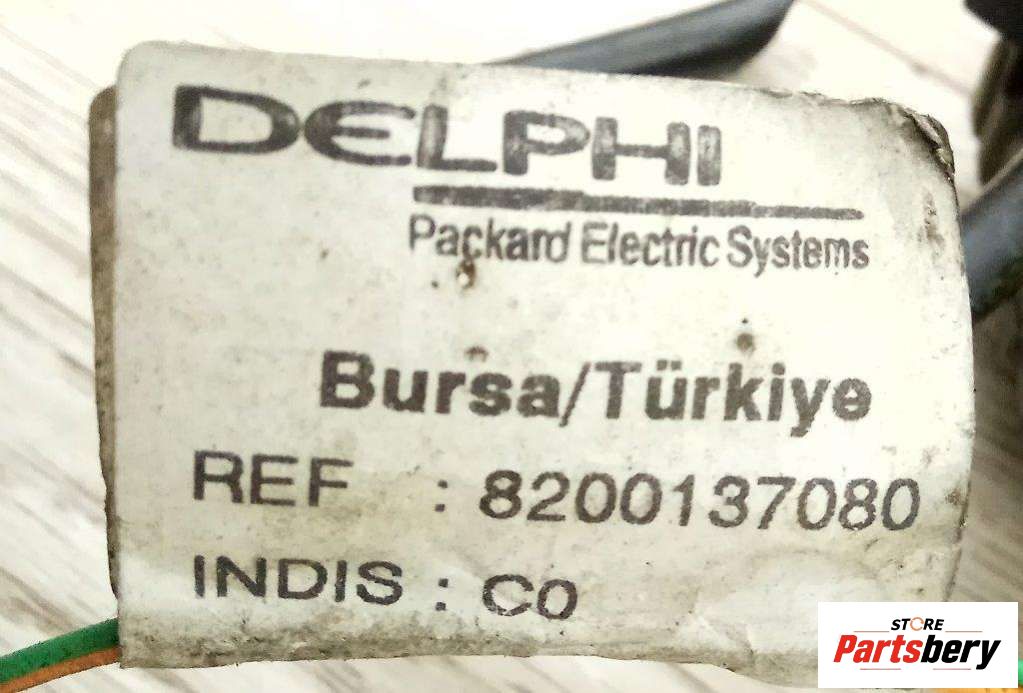 DELPHI
Packard Electric Systems
Bursa/Türkiye
REF : 8200137080
INDIS : C0
STORE
Partsbery